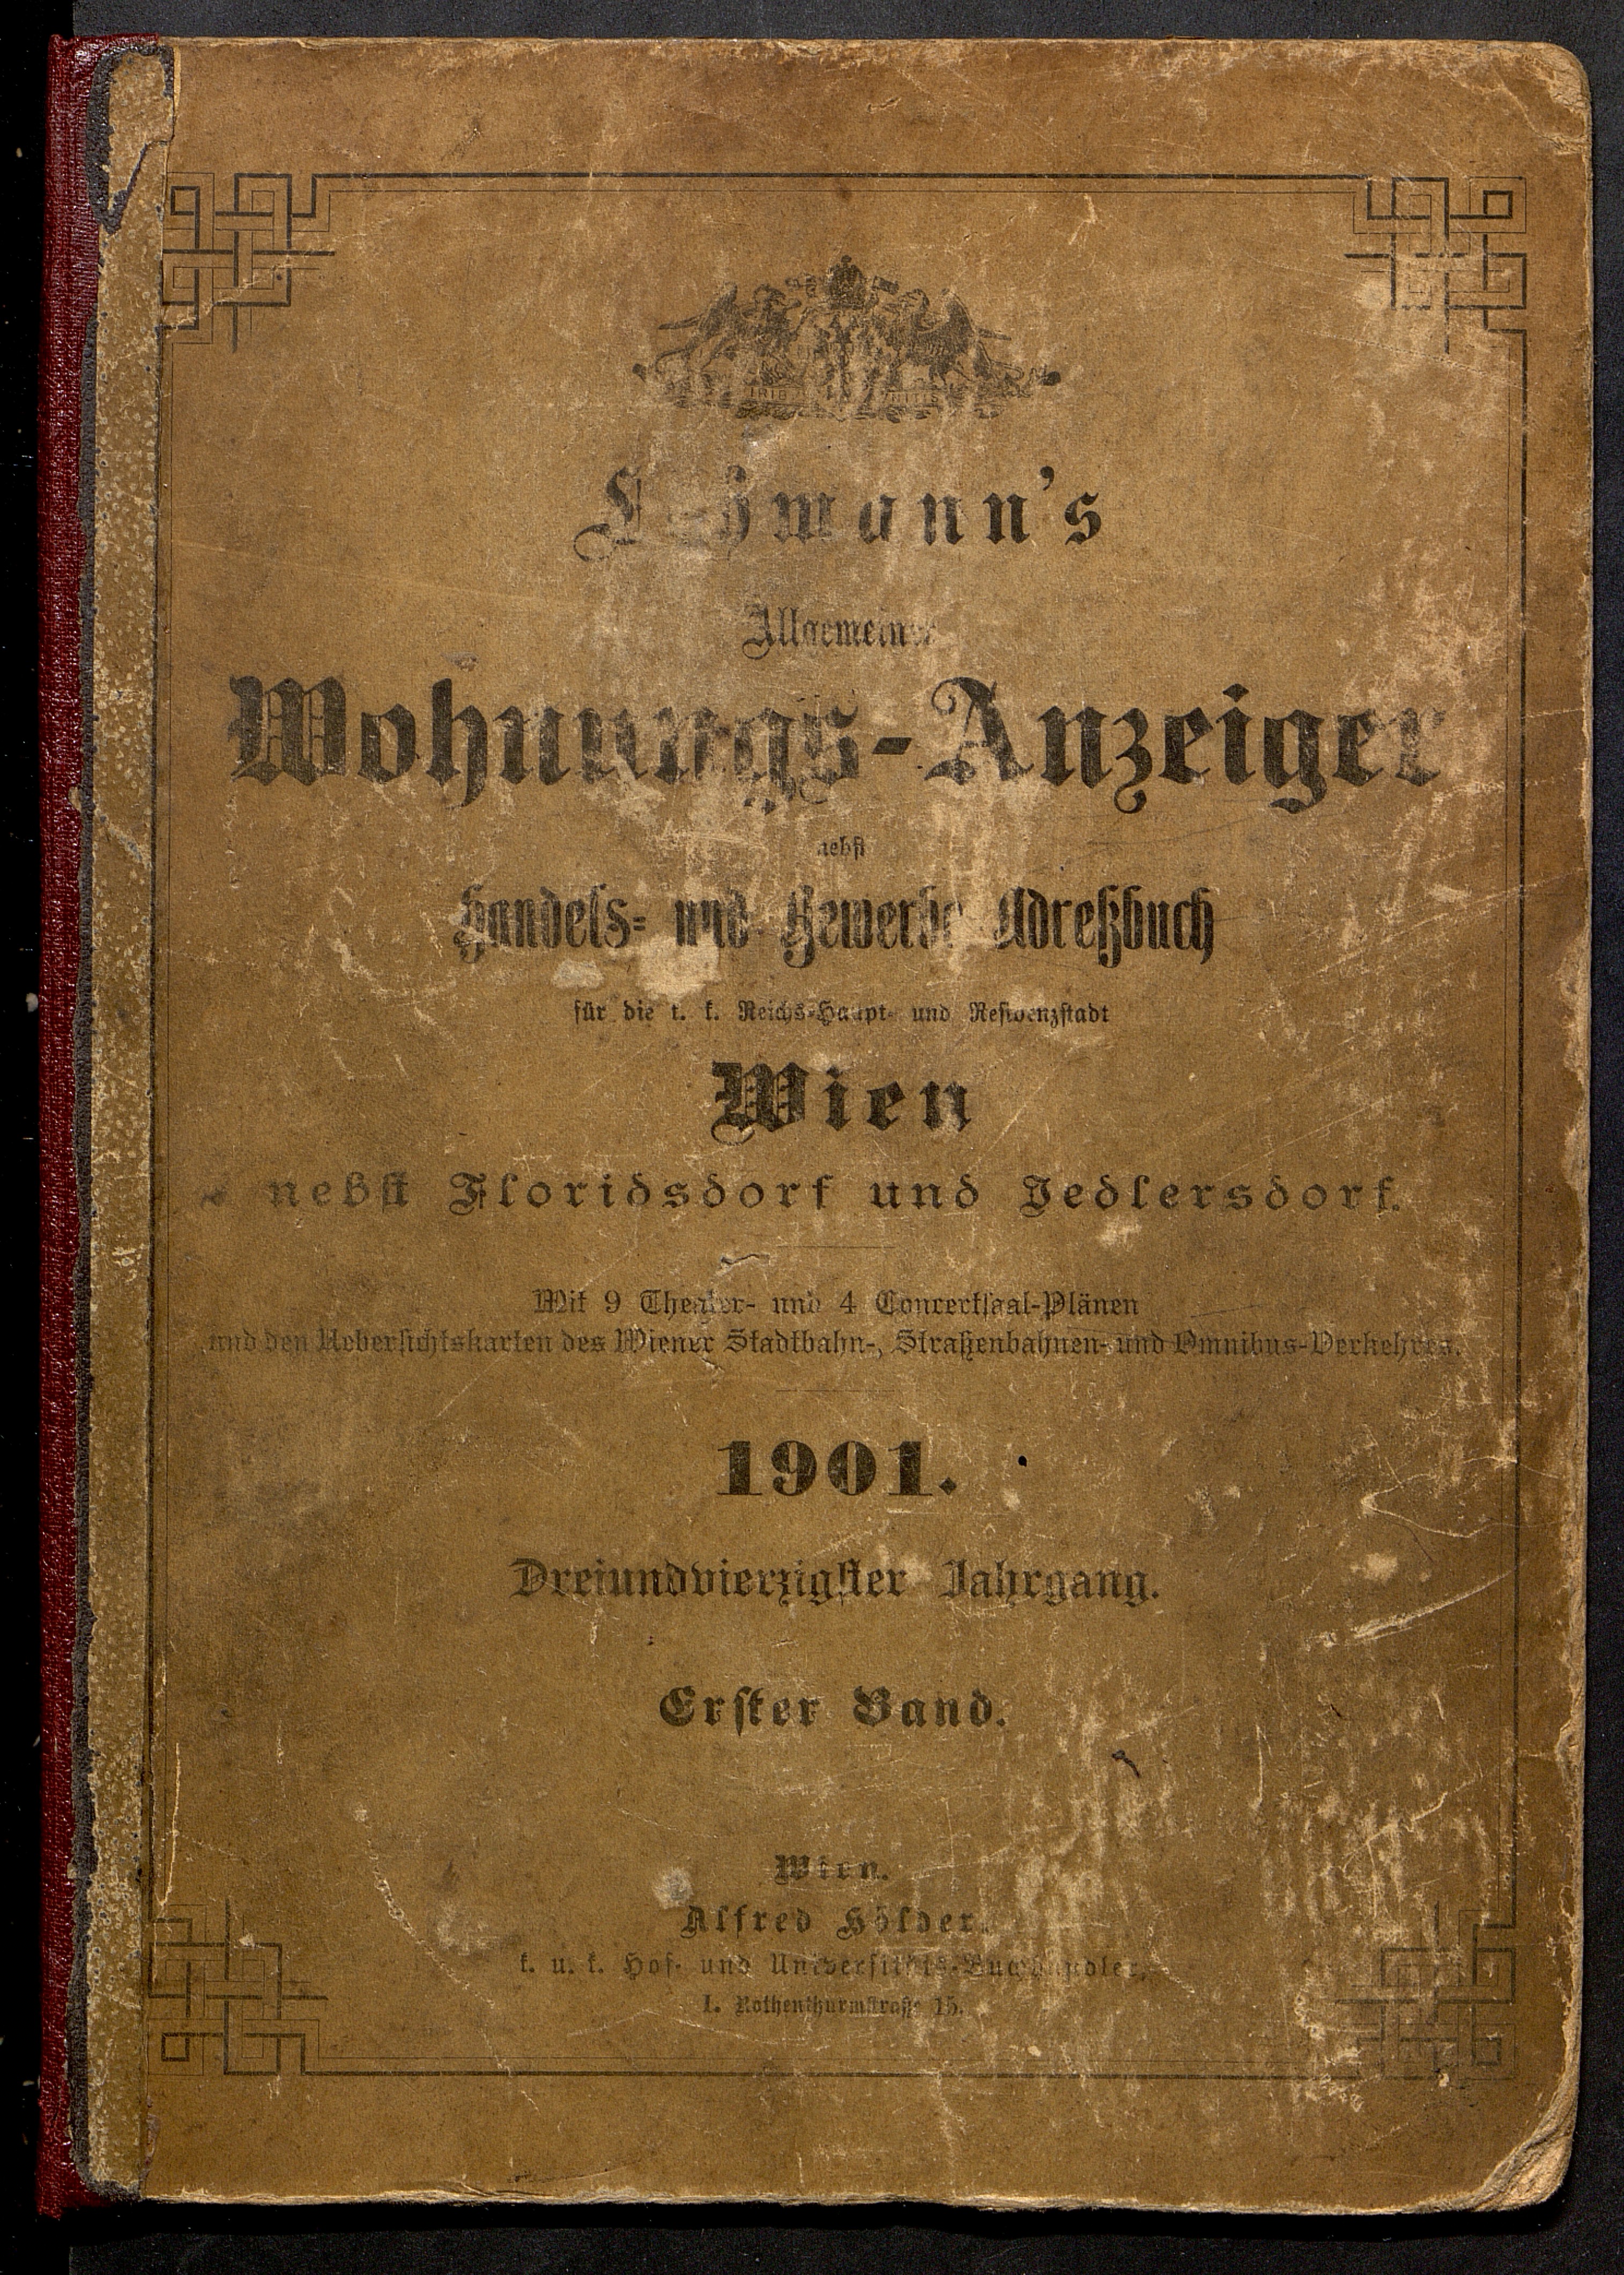 Lehmann's
Allgemeiner
Wohnungs-Anzeiger
nebst
Handels- und Gewerbe Adreßbuch
für die k. k. Reichs-Haupt- und Residenzstadt
Wien
nebst Floridsdorf und Jedlersdorf.
Mit 9 Theater- und 4 Concertsaal-Plänen
und den Uebersichtskarten des Wiener Stadtbahn-, Straßenbahnen- und Omnibus-Verkehres.
1901.
Dreiundvierzigster Jahrgang.
Erster Band.
Wien.
Alfred Hölder,
k. u. k. Hof- und Universitäts-Buchhändler,
I. Rothenthurmstraße 15.